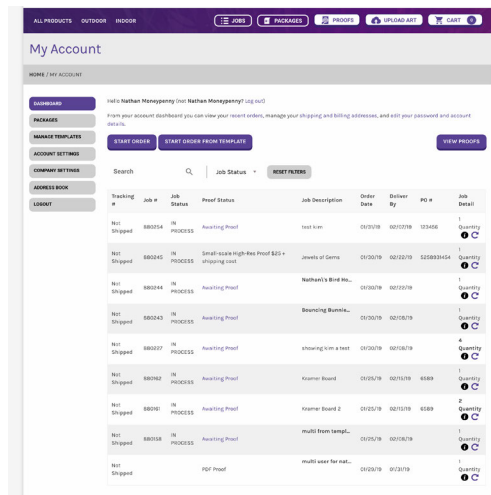 ALL PRODUCTS OUTDOOR INDOOR JOBS PACKAGES PROOFS UPLOAD ART CART 0
My Account
HOME / MY ACCOUNT
DASHBOARD
PACKAGES
MANAGE TEMPLATES
ACCOUNT SETTINGS
COMPANY SETTINGS
ADDRESS BOOK
LOGOUT
Hello Nathan Moneypenny (not Nathan Moneypenny? Log out)
From your account dashboard you can view your recent orders, manage your shipping and billing addresses, and edit your password and account
details.
START ORDER START ORDER FROM TEMPLATE VIEW PROOFS
Search Job Status RESET FILTERS
Tracking # Job # Job Status Proof Status Job Description Order Date Deliver By PO # Job Detail
Not Shipped 880254 IN PROCESS Awaiting Proof test kim 01/31/19 02/07/19 123456 1 Quantity
Not Shipped 880245 IN PROCESS Small-scale High-Res Proof $25 + shipping cost Jewels of Gems 01/30/19 02/22/19 5258931454 1 Quantity
Not Shipped 880244 IN PROCESS Awaiting Proof Nathan\'s Bird Ho... 01/30/19 02/22/19 1 Quantity
Not Shipped 880243 IN PROCESS Awaiting Proof Bouncing Bunnie... 01/30/19 02/08/19 1 Quantity
Not Shipped 880227 IN PROCESS Awaiting Proof showing kim a test 01/30/19 02/08/19 4 Quantity
Not Shipped 880162 IN PROCESS Awaiting Proof Kramer Board 01/25/19 02/15/19 6589 1 Quantity
Not Shipped 880161 IN PROCESS Awaiting Proof Kramer Board 2 01/25/19 02/15/19 6589 2 Quantity
Not Shipped 880158 IN PROCESS Awaiting Proof multi from templ... 01/25/19 02/08/19 1 Quantity
Not Shipped PDF Proof multi user for nat... 01/29/19 01/31/19 1 Quantity